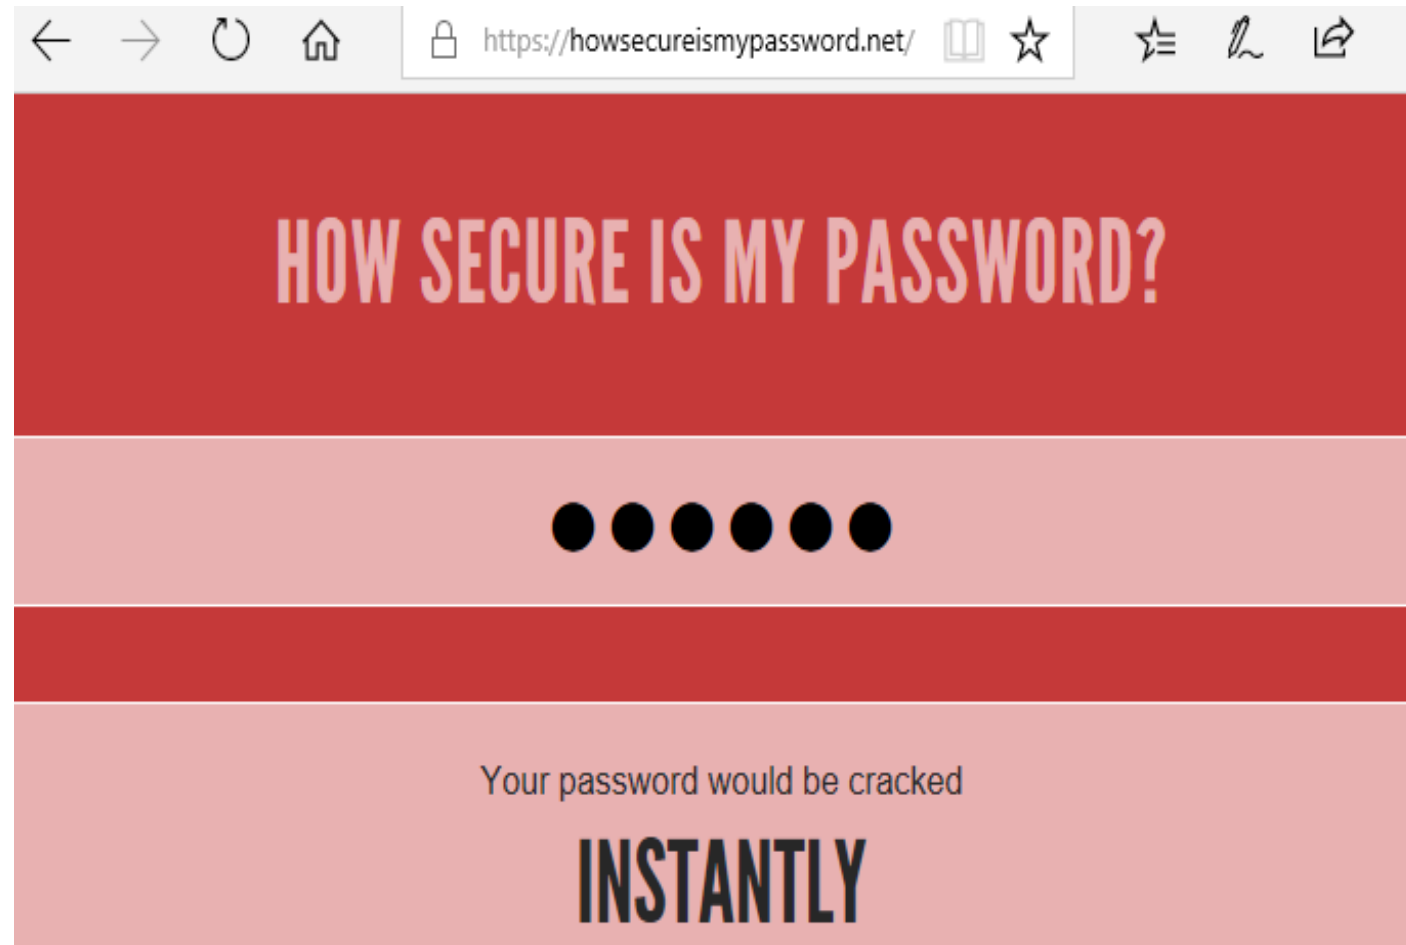 https://howsecureismypassword.net/
HOW SECURE IS MY PASSWORD?
●●●●●●
Your password would be cracked
INSTANTLY